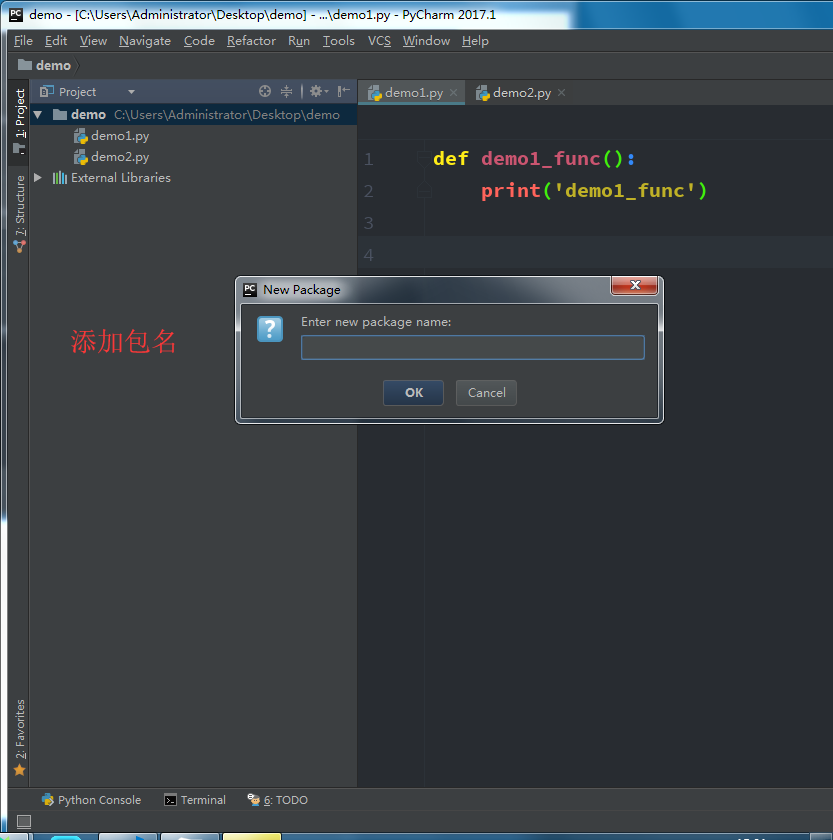 demo - [C:\Users\Administrator\Desktop\demo] - ...\demo1.py - PyCharm 2017.1
File Edit View Navigate Code Refactor Run Tools VCS Window Help
demo
1: Project
7: Structure
2: Favorites
Project
demo C:\Users\Administrator\Desktop\demo
demo1.py
demo2.py
External Libraries
添加包名
demo1.py demo2.py
1 def demo1_func():
2 print('demo1_func')
3
4
New Package
Enter new package name:
OK Cancel
Python Console Terminal 6: TODO